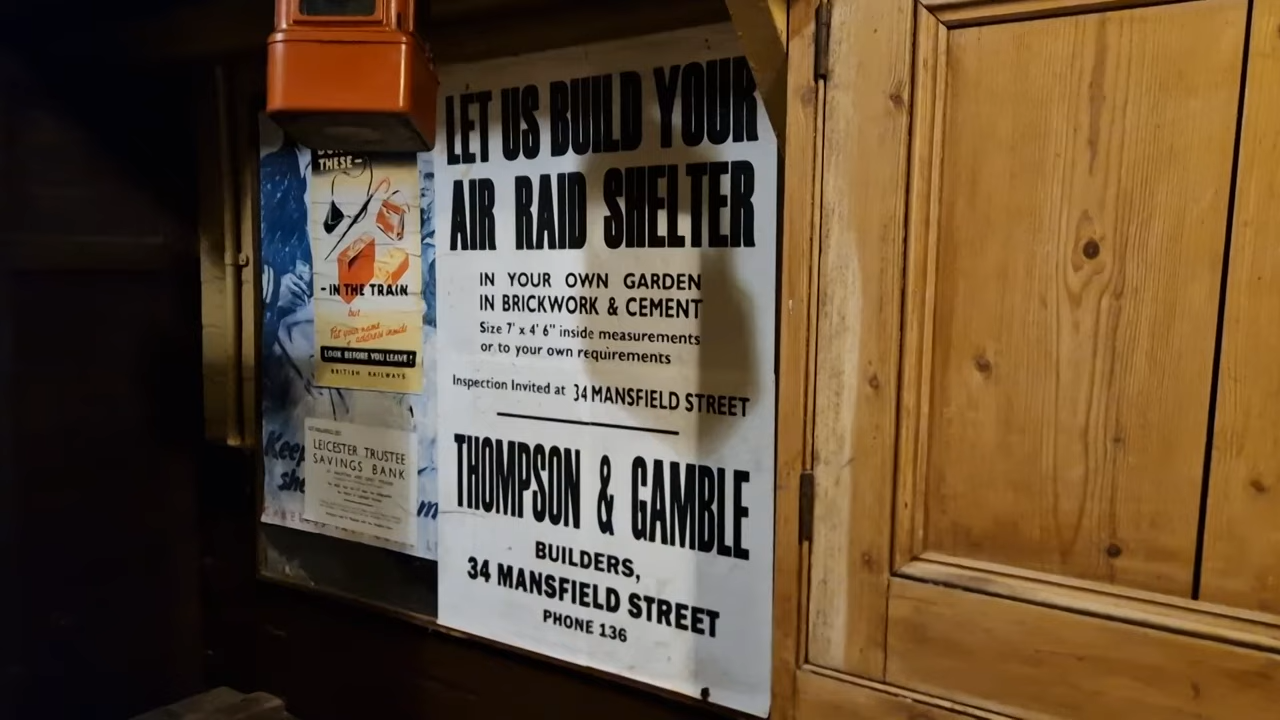 THESE-
-IN THE TRAIN
but...
Put your name
& address inside
LOOK BEFORE YOU LEAVE!
BRITISH RAILWAYS
Keep
she
LEICESTER TRUSTEE
SAVINGS BANK
LET US BUILD YOUR
AIR RAID SHELTER
IN YOUR OWN GARDEN
IN BRICKWORK & CEMENT
Size 7' x 4' 6" inside measurements
or to your own requirements
Inspection Invited at 34 MANSFIELD STREET
THOMPSON & GAMBLE
BUILDERS,
34 MANSFIELD STREET
PHONE 136